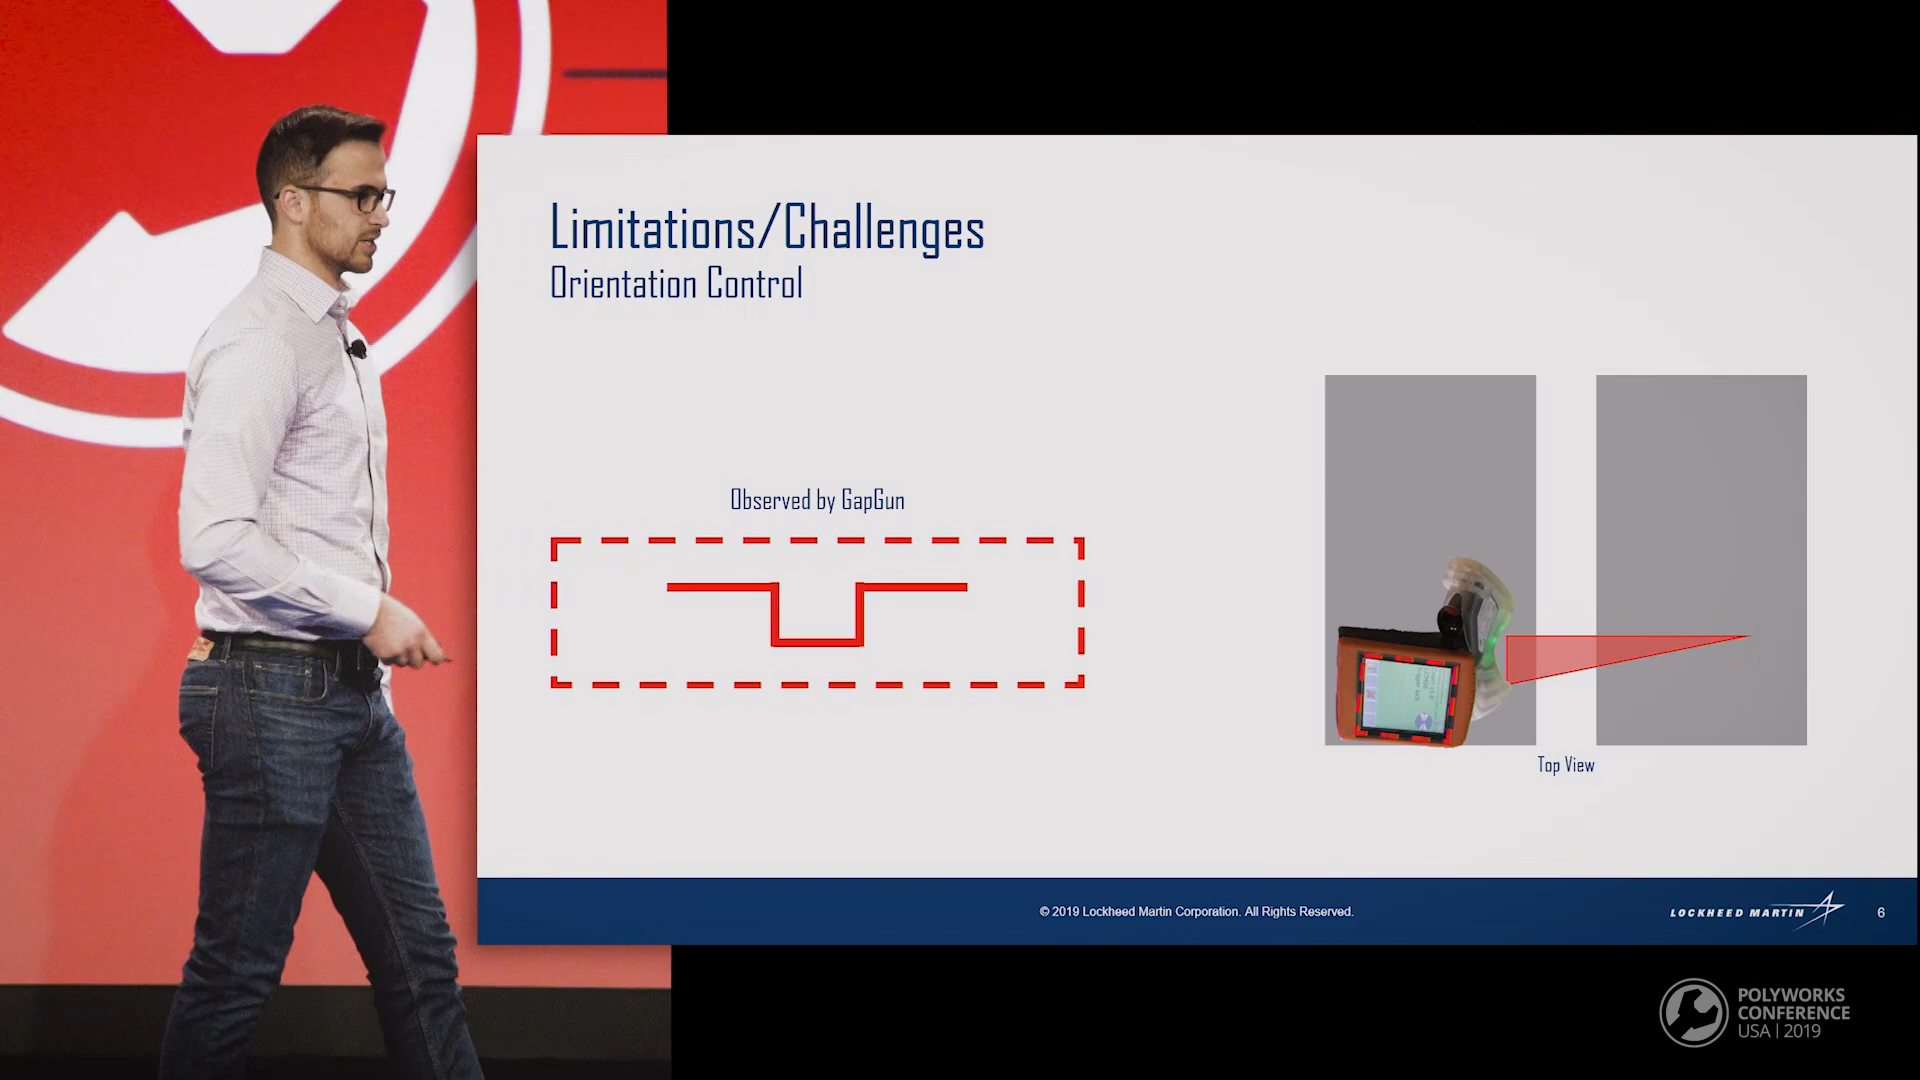 Limitations/Challenges
Orientation Control
Observed by GapGun
Top View
© 2019 Lockheed Martin Corporation. All Rights Reserved.
LOCKHEED MARTIN
6
POLYWORKS
CONFERENCE
USA | 2019